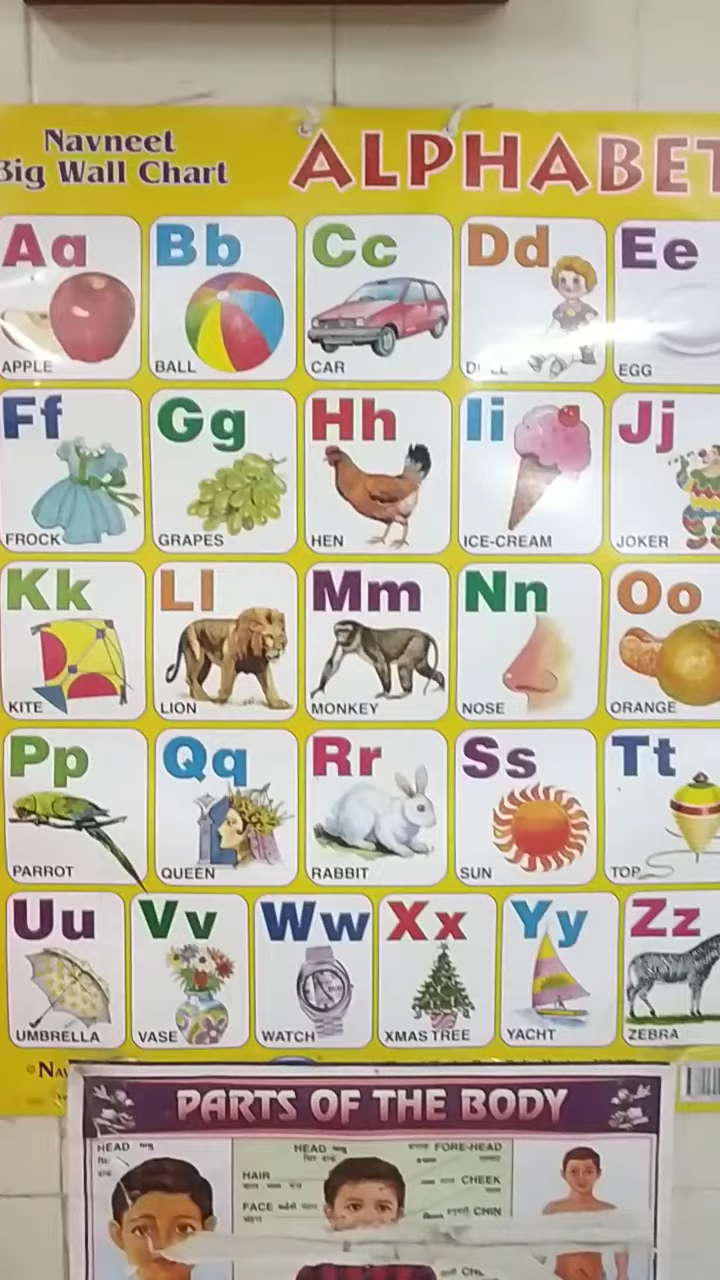 Navneet
Big Wall Chart
ALPHABET
Aa Bb Cc Dd Ee
APPLE BALL CAR EGG
Ff Gg Hh Ii Jj
FROCK GRAPES HEN ICE-CREAM JOKER
Kk Ll Mm Nn Oo
KITE LION MONKEY NOSE ORANGE
Pp Qq Rr Ss Tt
PARROT QUEEN RABBIT SUN TOP
Uu Vv Ww Xx Yy Zz
UMBRELLA VASE WATCH XMAS TREE YACHT ZEBRA
PARTS OF THE BODY
HEAD HEAD FORE-HEAD
HAIR CHEEK
FACE CHIN